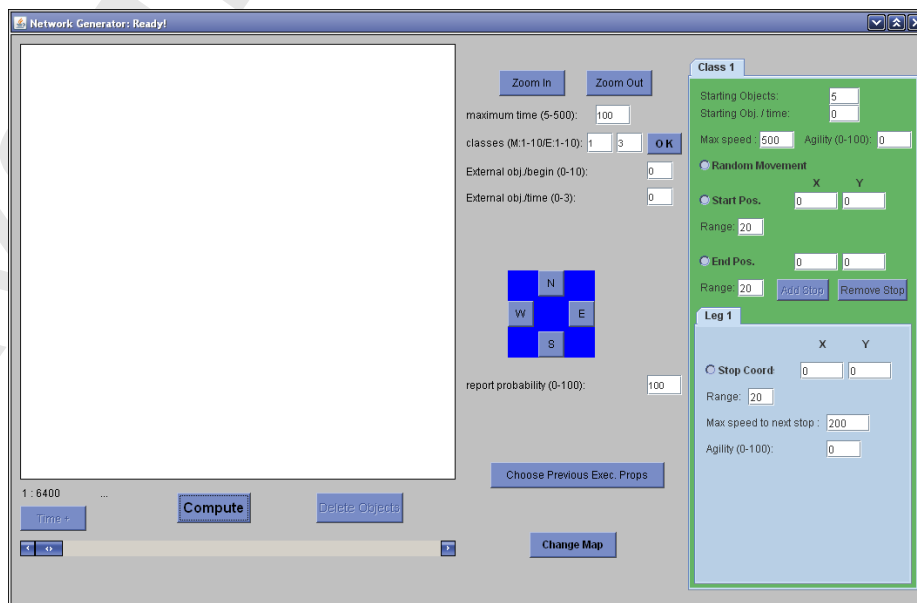 Network Generator: Ready!
Zoom In Zoom Out
maximum time (5-500): 100
classes (M:1-10/E:1-10): 1 3 OK
External obj./begin (0-10): 0
External obj./time (0-3): 0
N
W E
S
report probability (0-100): 100
Choose Previous Exec. Props
Change Map
1 : 6400 ...
Time + Compute Delete Objects
Class 1
Starting Objects: 5
Starting Obj. / time: 0
Max speed : 500 Agility (0-100): 0
Random Movement
X Y
Start Pos. 0 0
Range: 20
End Pos. 0 0
Range: 20 Add Stop Remove Stop
Leg 1
X Y
Stop Coord: 0 0
Range: 20
Max speed to next stop : 200
Agility (0-100): 0